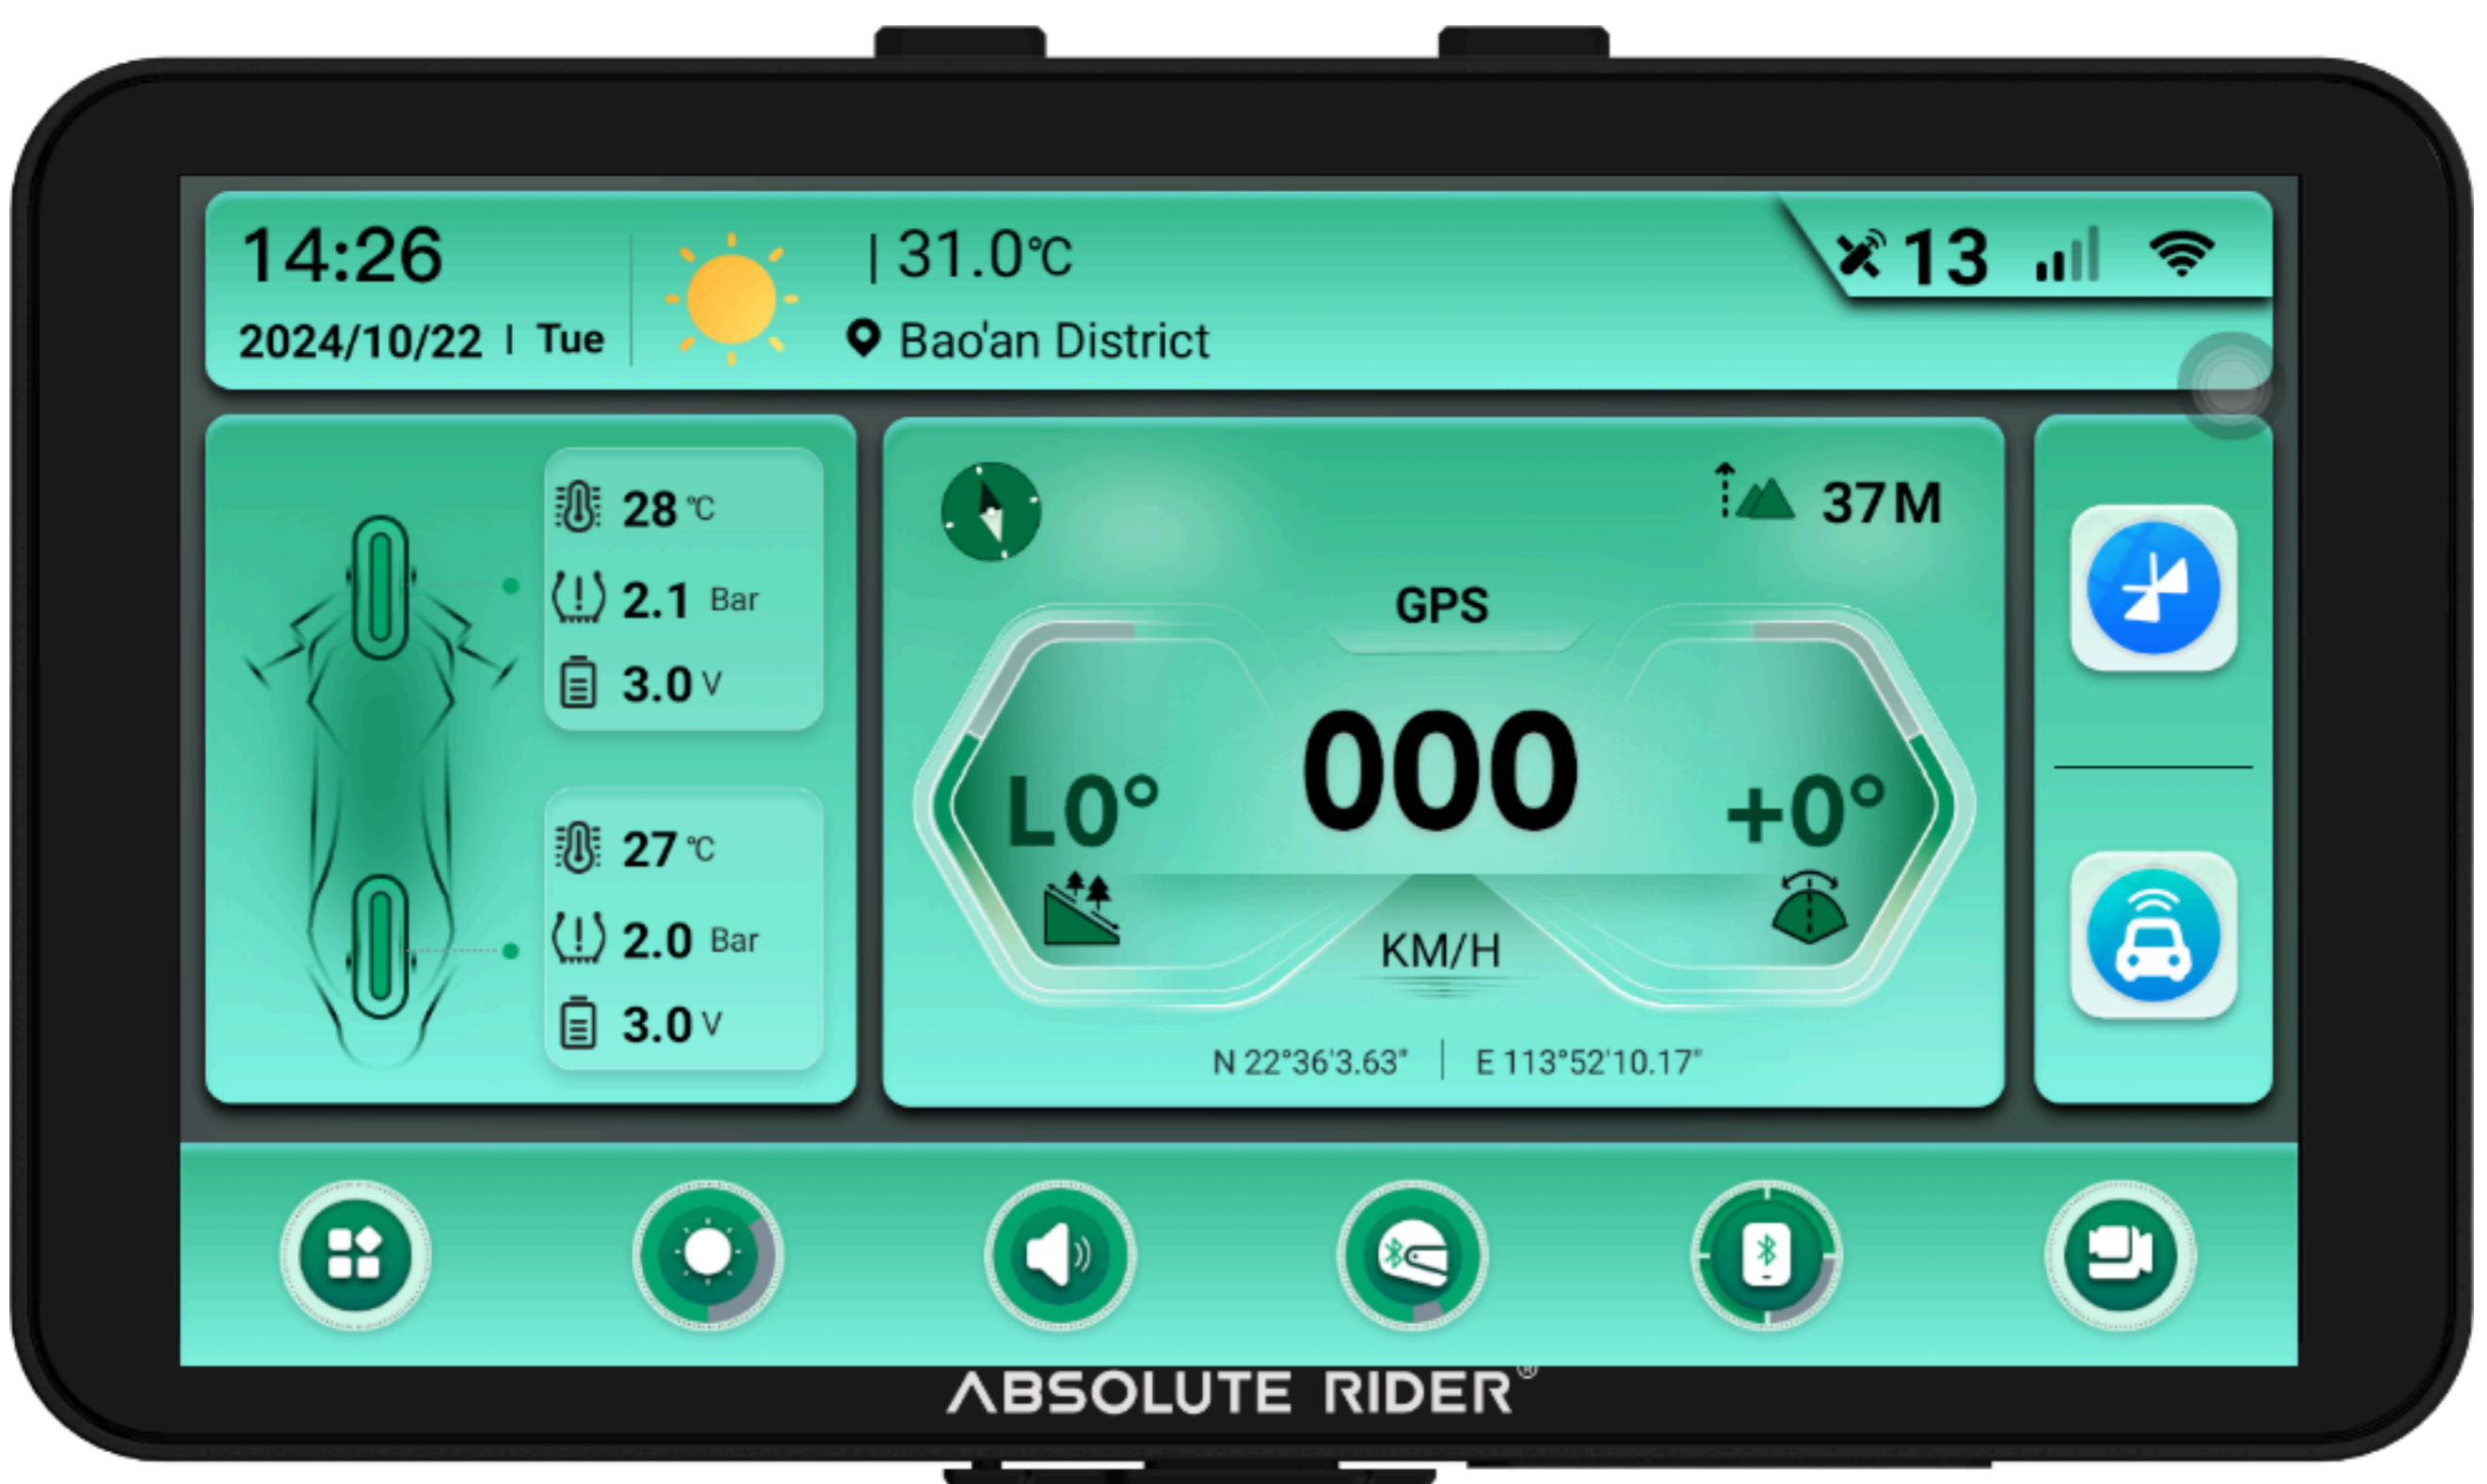 14:26
2024/10/22 | Tue
| 31.0℃
Bao'an District
13
28 ℃
2.1 Bar
3.0 V
27 ℃
2.0 Bar
3.0 V
37M
GPS
L0°
000
+0°
KM/H
N 22°36'3.63" | E 113°52'10.17"
ABSOLUTE RIDER®